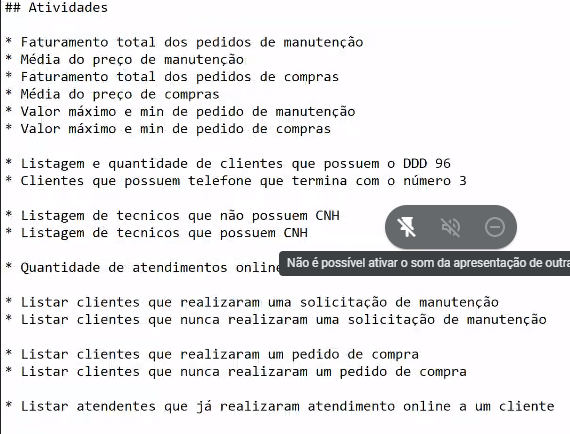 ## Atividades
* Faturamento total dos pedidos de manutenção
* Média do preço de manutenção
* Faturamento total dos pedidos de compras
* Média do preço de compras
* Valor máximo e min de pedido de manutenção
* Valor máximo e min de pedido de compras
* Listagem e quantidade de clientes que possuem o DDD 96
* Clientes que possuem telefone que termina com o número 3
* Listagem de tecnicos que não possuem CNH
* Listagem de tecnicos que possuem CNH
* Quantidade de atendimentos online
Não é possível ativar o som da apresentação de outra
* Listar clientes que realizaram uma solicitação de manutenção
* Listar clientes que nunca realizaram uma solicitação de manutenção
* Listar clientes que realizaram um pedido de compra
* Listar clientes que nunca realizaram um pedido de compra
* Listar atendentes que já realizaram atendimento online a um cliente